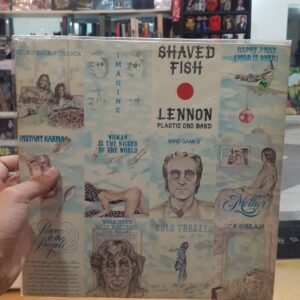 GIVE PEACE A CHANCE
IMAGINE
SHAVED
FISH
LENNON
PLASTIC ONO BAND
HAPPY XMAS
(WAR IS OVER)
INSTANT KARMA!
WOMAN
IS THE NIGGER
OF THE WORLD
MIND GAMES
Mother
Power
to the
People
WHATEVER
GETS YOU THRU
THE NIGHT
COLD TURKEY
#9 DREAM